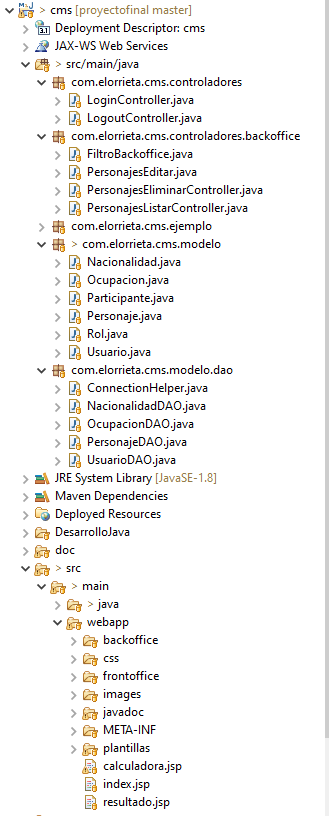 > cms [proyectofinal master]
Deployment Descriptor: cms
JAX-WS Web Services
> src/main/java
com.elorrieta.cms.controladores
LoginController.java
LogoutController.java
com.elorrieta.cms.controladores.backoffice
FiltroBackoffice.java
PersonajesEditar.java
PersonajesEliminarController.java
PersonajesListarController.java
com.elorrieta.cms.ejemplo
> com.elorrieta.cms.modelo
Nacionalidad.java
Ocupacion.java
Participante.java
Personaje.java
Rol.java
Usuario.java
com.elorrieta.cms.modelo.dao
ConnectionHelper.java
NacionalidadDAO.java
OcupacionDAO.java
PersonajeDAO.java
UsuarioDAO.java
JRE System Library [JavaSE-1.8]
Maven Dependencies
Deployed Resources
DesarrolloJava
doc
> src
> main
> java
webapp
backoffice
css
frontoffice
images
javadoc
META-INF
plantillas
calculadora.jsp
index.jsp
resultado.jsp